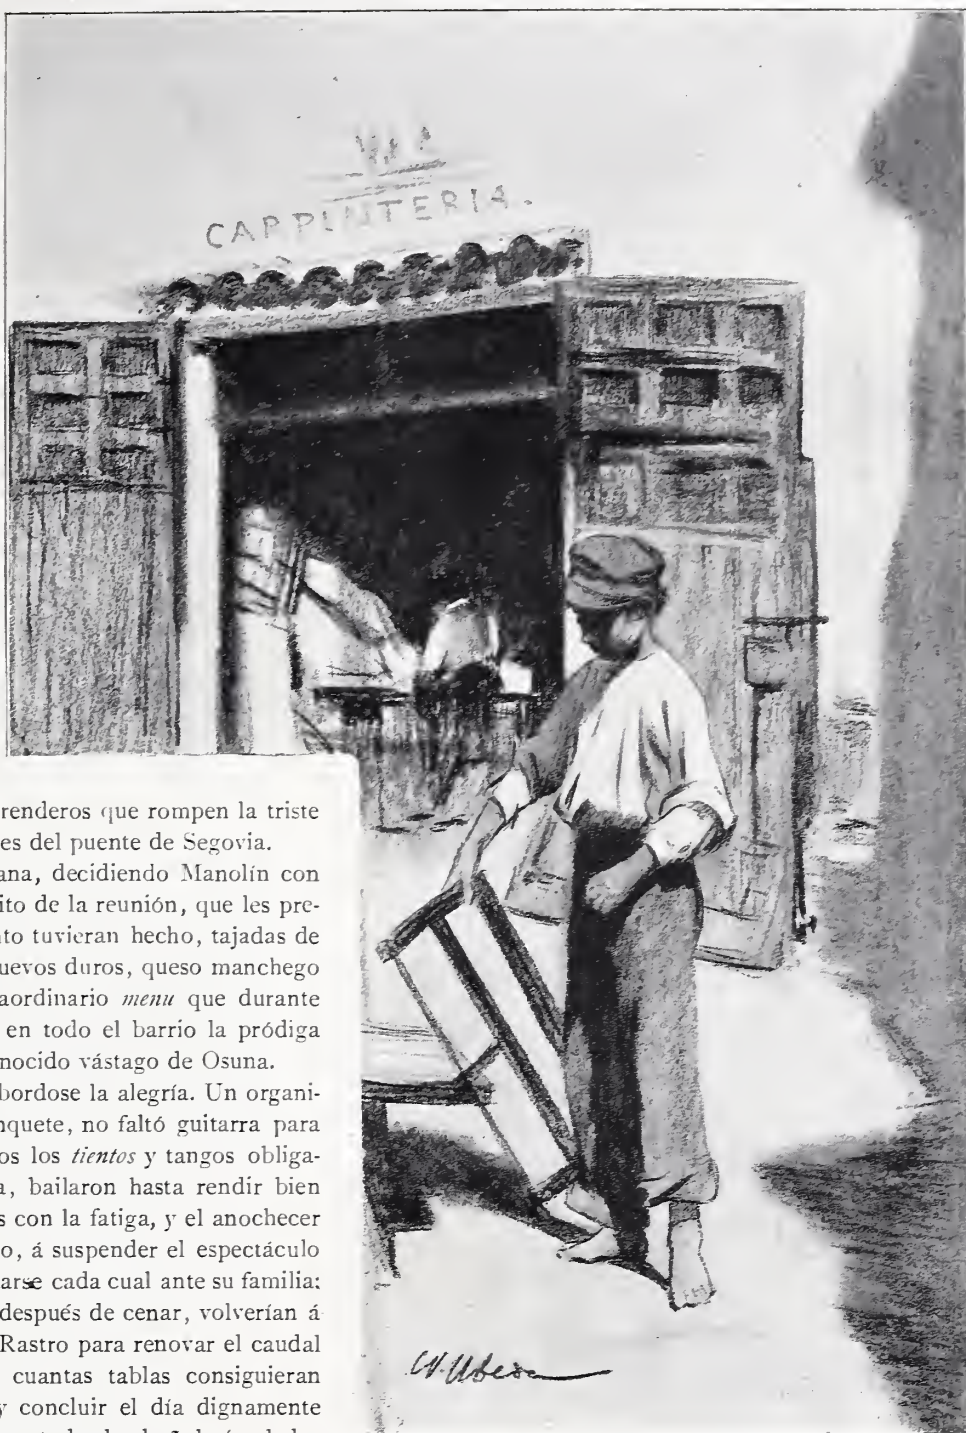 CARPINTERIA.
renderos que rompen la triste
es del puente de Segovia.
ana, decidiendo Manolín con
ito de la reunión, que les pre-
nto tuvieran hecho, tajadas de
uevos duros, queso manchego
aordinario menu que durante
en todo el barrio la pródiga
nocido vástago de Osuna.
bordose la alegría. Un organi-
nquete, no faltó guitarra para
os los tientos y tangos obliga-
a, bailaron hasta rendir bien
s con la fatiga, y el anochecer
o, á suspender el espectáculo
arse cada cual ante su familia:
después de cenar, volverían á
Rastro para renovar el caudal
cuantas tablas consiguieran
y concluir el día dignamente